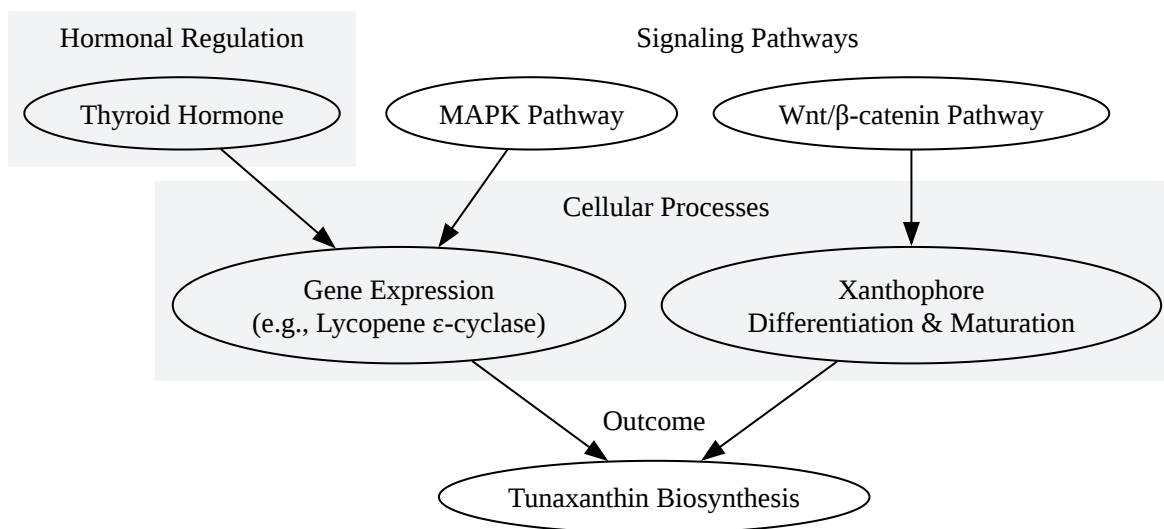 Hormonal Regulation
Signaling Pathways
Thyroid Hormone
MAPK Pathway
Wnt/β-catenin Pathway
Cellular Processes
Gene Expression
(e.g., Lycopene ε-cyclase)
Xanthophore
Differentiation & Maturation
Outcome
Tunaxanthin Biosynthesis